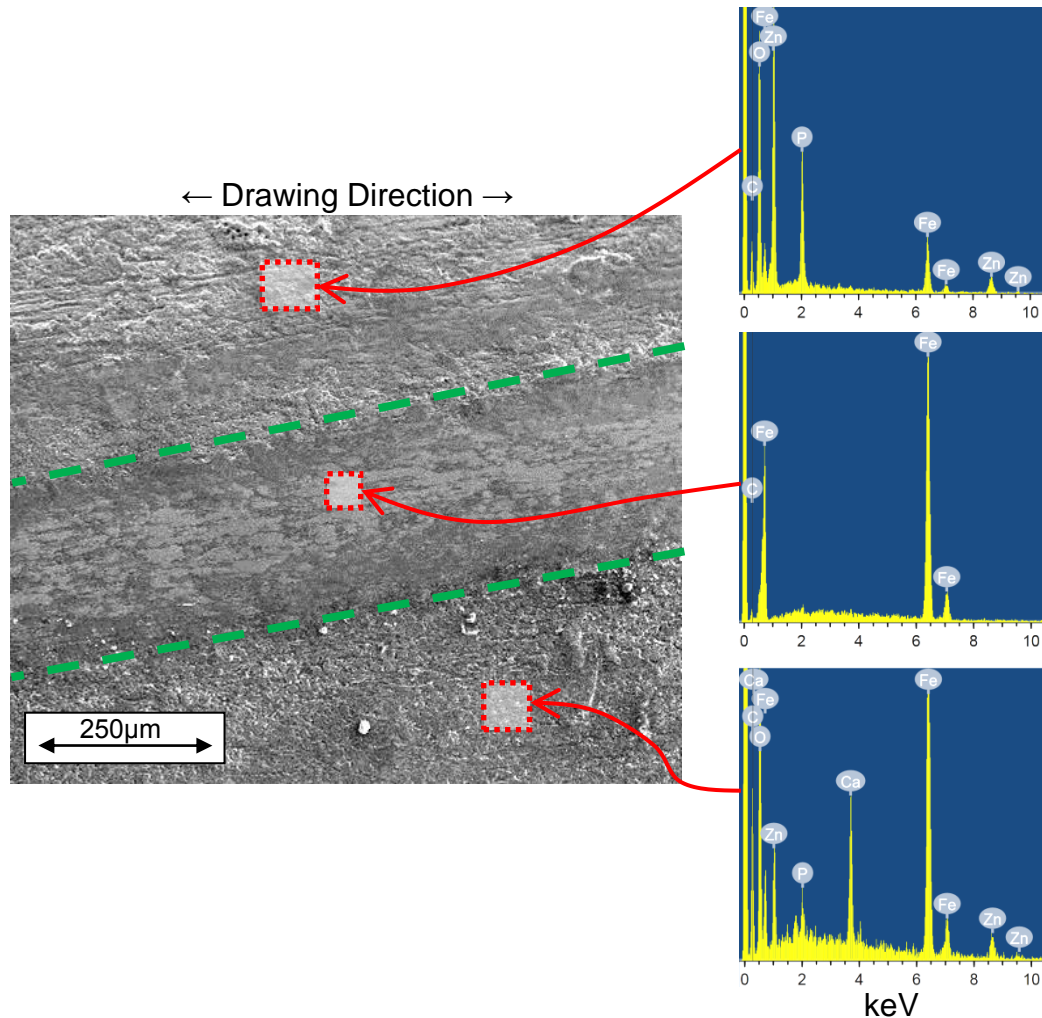 ← Drawing Direction →
250µm
Fe
Zn
O
P
C
Fe
Fe
Zn
Zn
0 2 4 6 8 10
Fe
Fe
C
Fe
0 2 4 6 8 10
Ca
Fe
Fe
C
O
Ca
Zn
P
Fe
Zn
Zn
0 2 4 6 8 10
keV